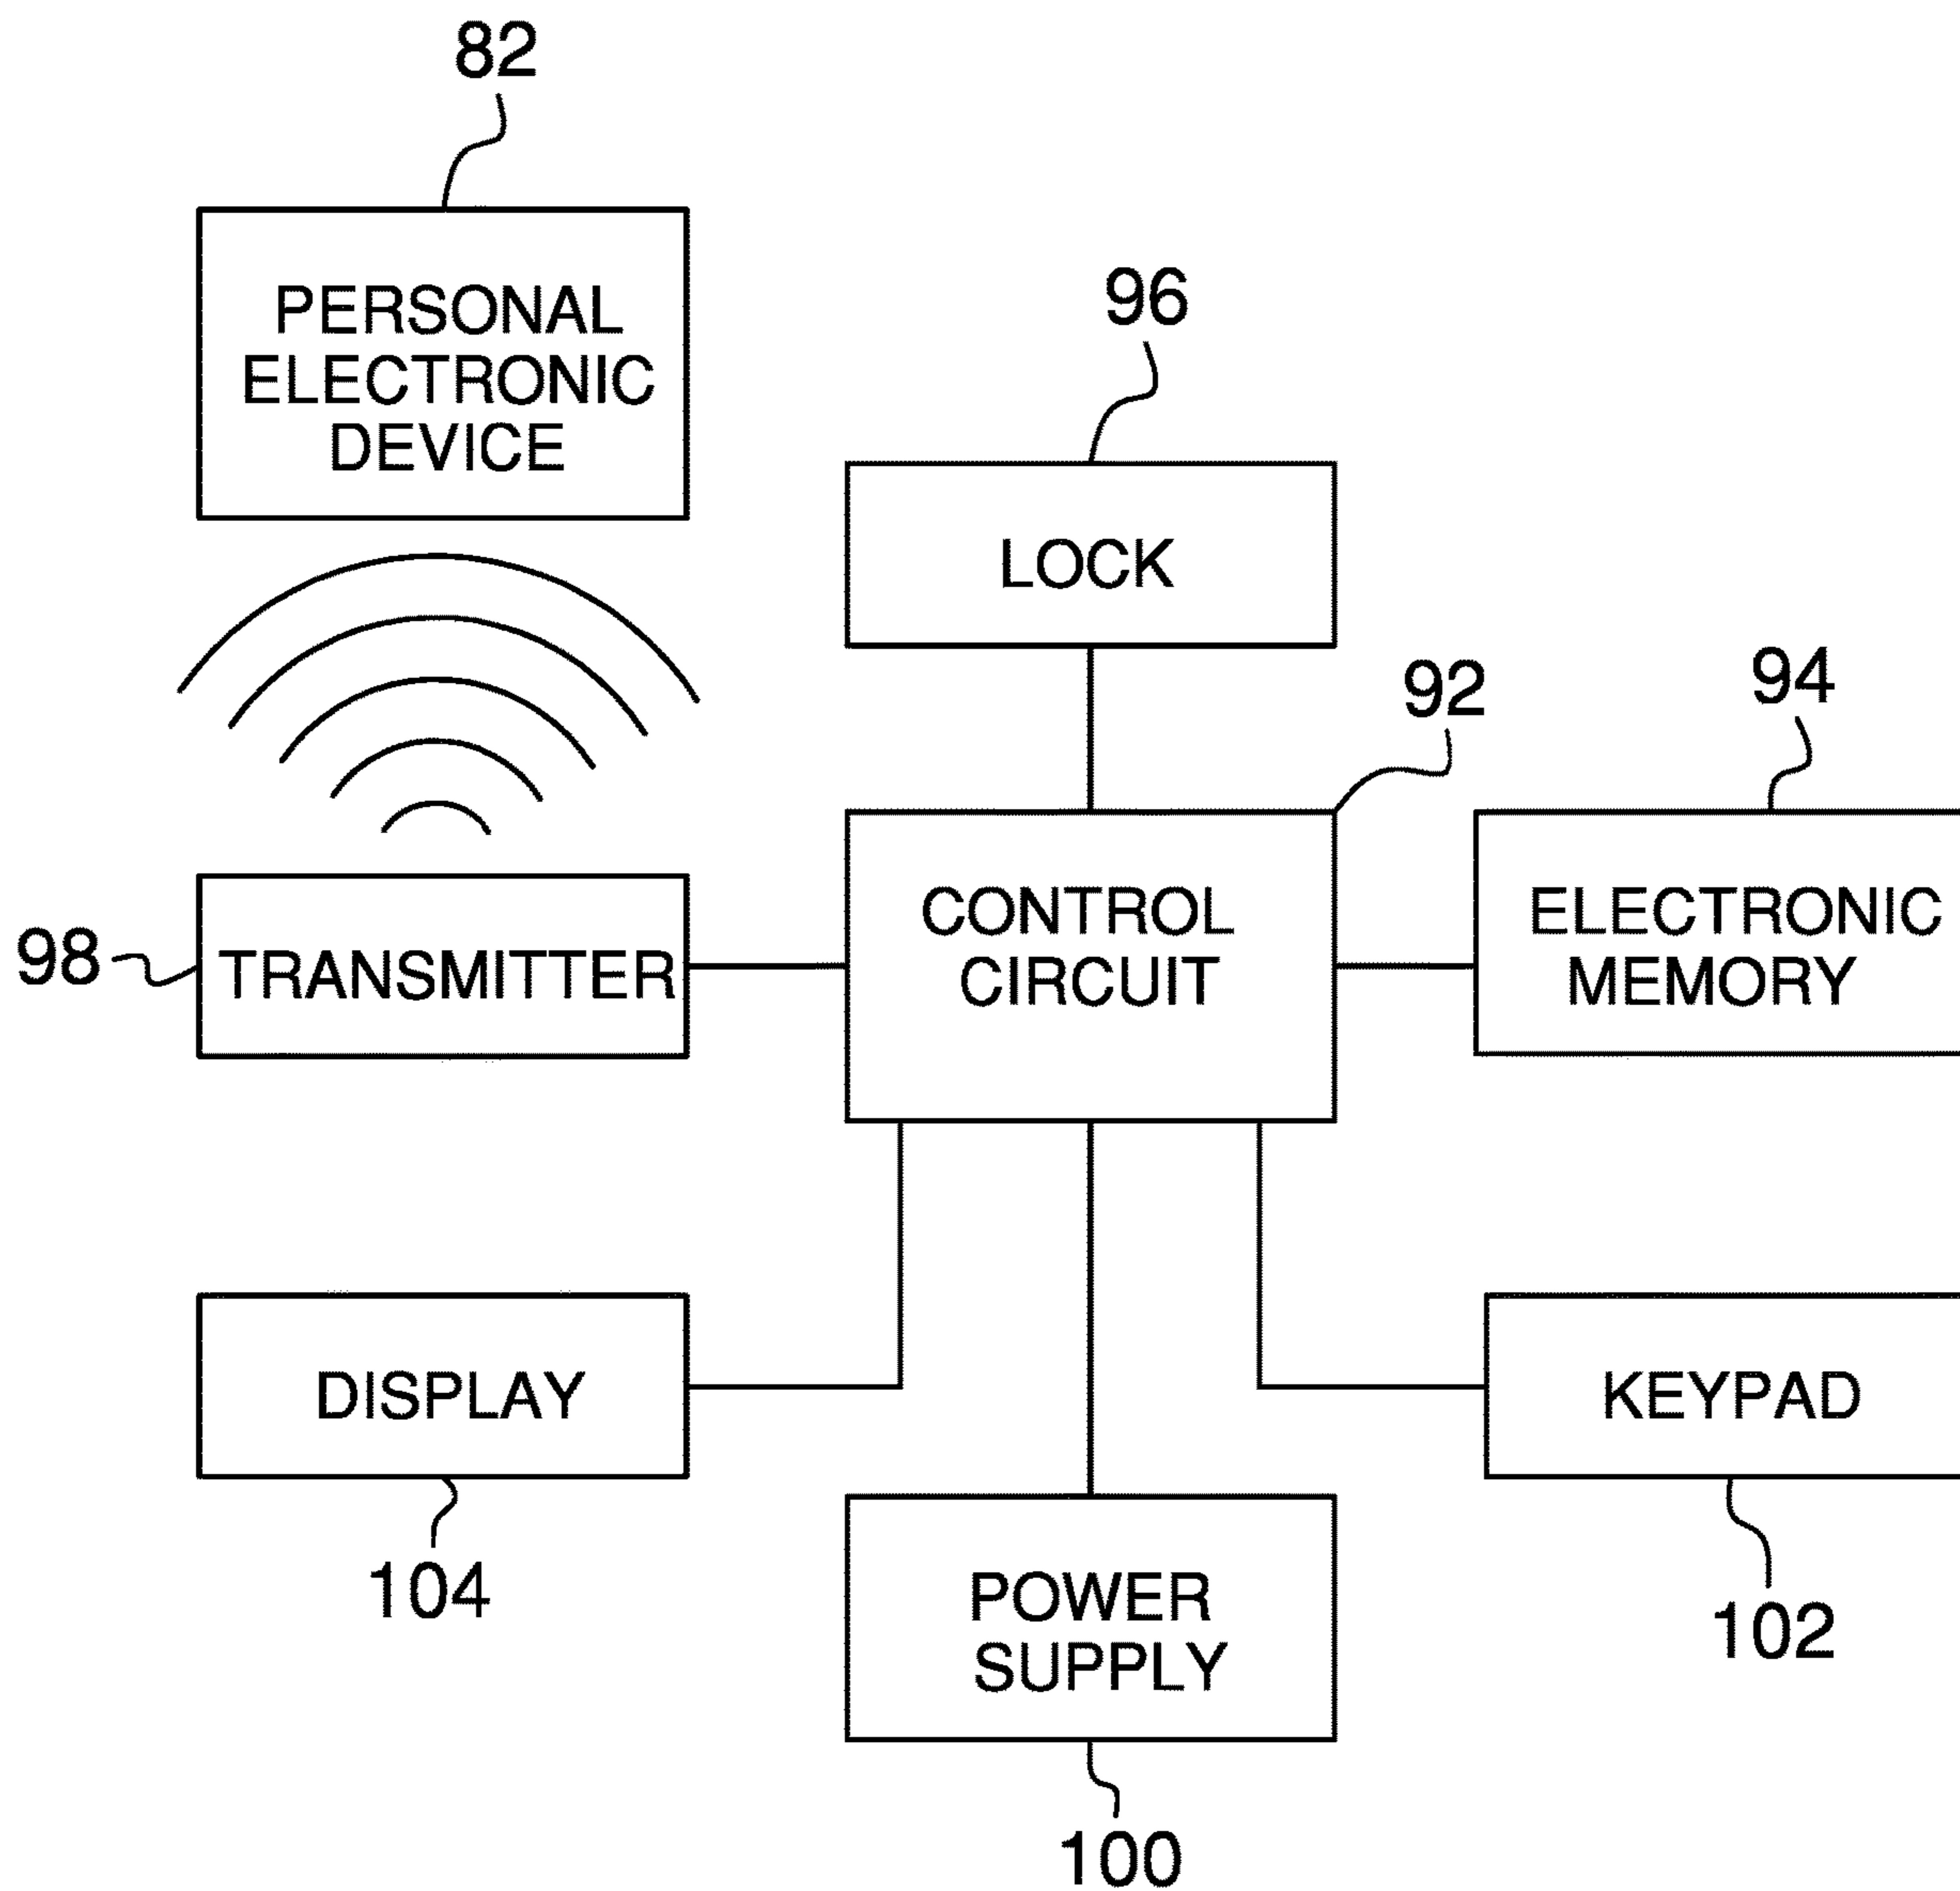 82
PERSONAL
ELECTRONIC
DEVICE
96
LOCK
92
94
CONTROL
CIRCUIT
ELECTRONIC
MEMORY
98
TRANSMITTER
DISPLAY
KEYPAD
104
POWER
SUPPLY
102
100